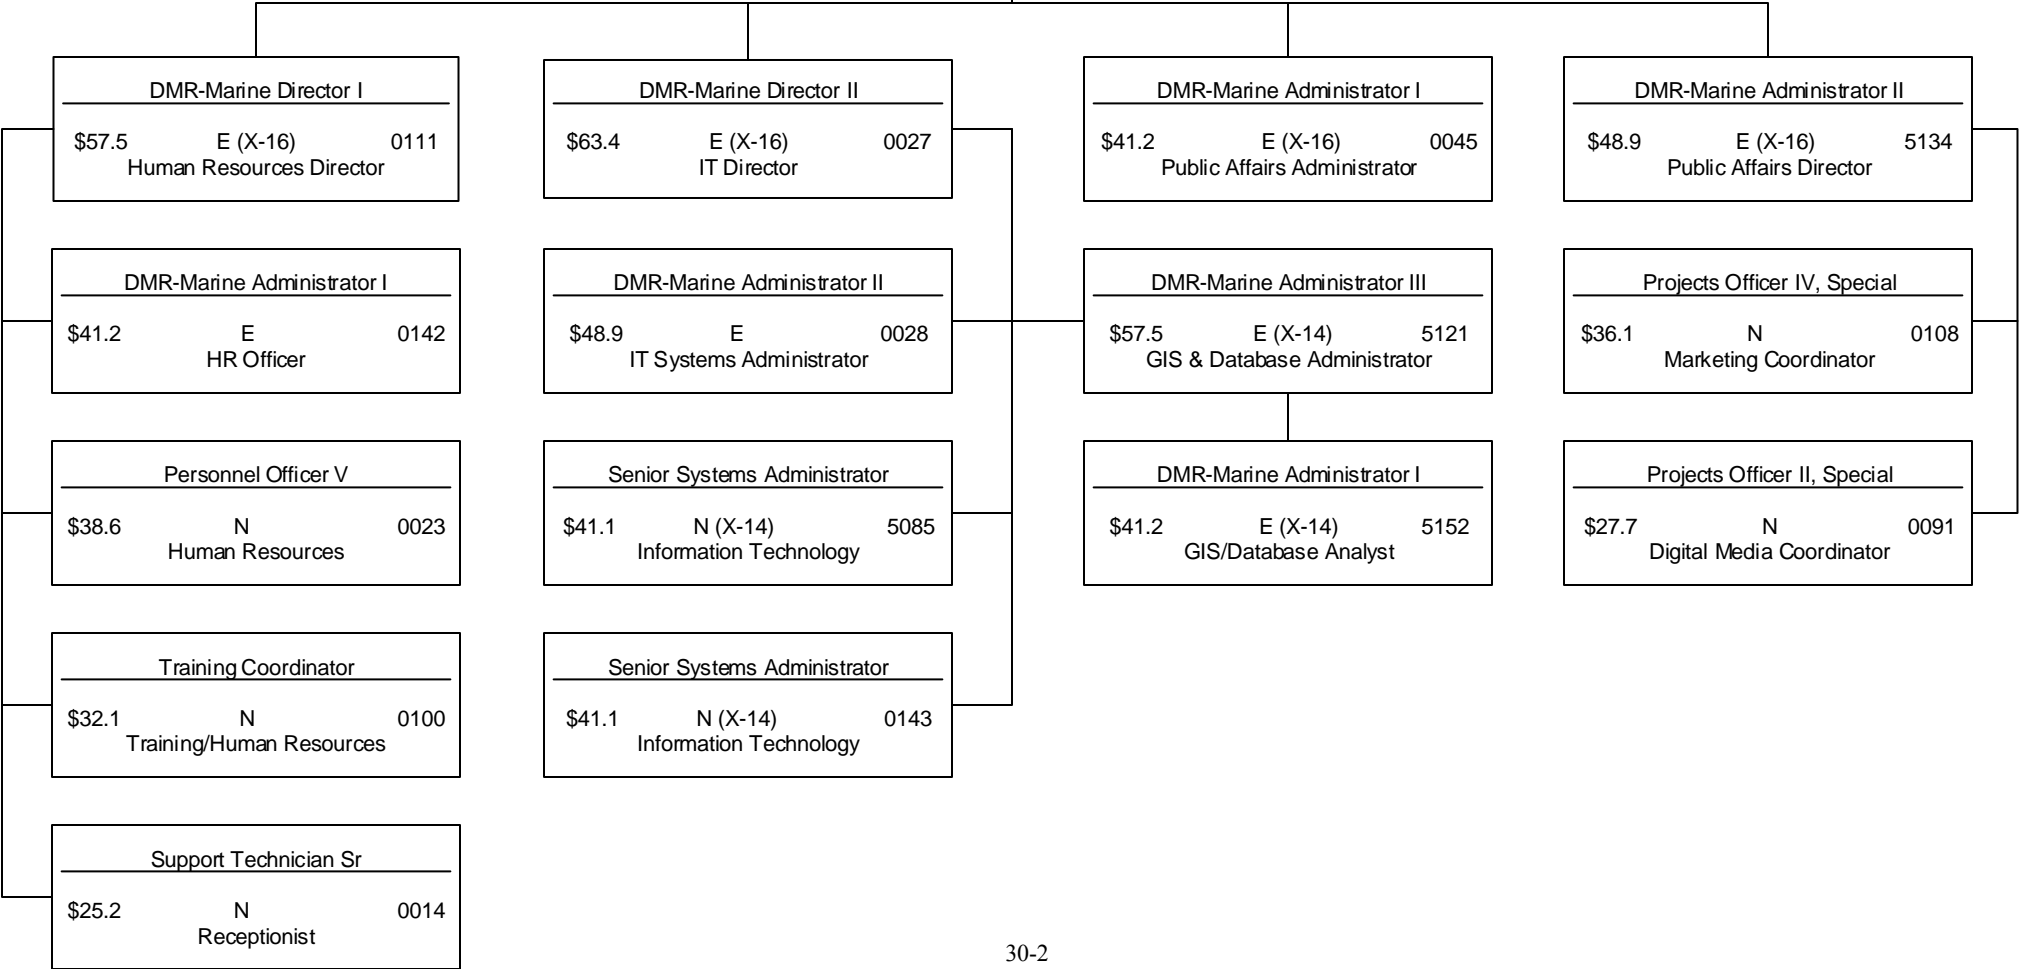 DMR-Marine Director I
$57.5 E (X-16) 0111
Human Resources Director
DMR-Marine Director II
$63.4 E (X-16) 0027
IT Director
DMR-Marine Administrator I
$41.2 E (X-16) 0045
Public Affairs Administrator
DMR-Marine Administrator II
$48.9 E (X-16) 5134
Public Affairs Director
DMR-Marine Administrator I
$41.2 E 0142
HR Officer
DMR-Marine Administrator II
$48.9 E 0028
IT Systems Administrator
DMR-Marine Administrator III
$57.5 E (X-14) 5121
GIS & Database Administrator
Projects Officer IV, Special
$36.1 N 0108
Marketing Coordinator
Personnel Officer V
$38.6 N 0023
Human Resources
Senior Systems Administrator
$41.1 N (X-14) 5085
Information Technology
DMR-Marine Administrator I
$41.2 E (X-14) 5152
GIS/Database Analyst
Projects Officer II, Special
$27.7 N 0091
Digital Media Coordinator
Training Coordinator
$32.1 N 0100
Training/Human Resources
Senior Systems Administrator
$41.1 N (X-14) 0143
Information Technology
Support Technician Sr
$25.2 N 0014
Receptionist
30-2